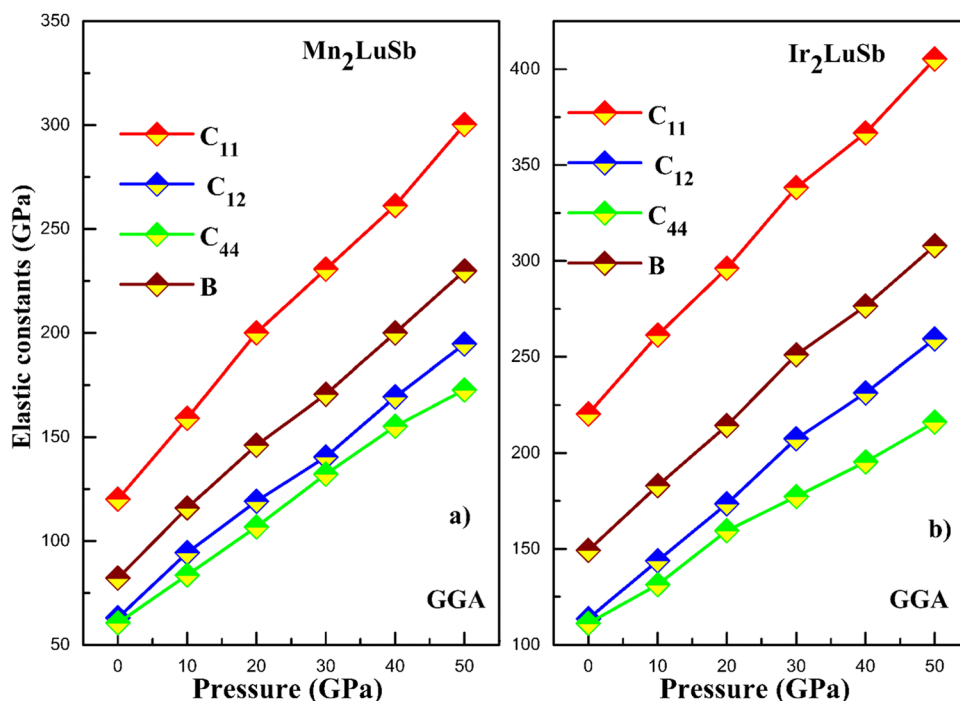 Elastic constants (GPa)
350
300
250
200
150
100
50
Mn2LuSb
C11
C12
C44
B
a)
GGA
0 10 20 30 40 50
Pressure (GPa)
400
350
300
250
200
150
100
Ir2LuSb
C11
C12
C44
B
b)
GGA
0 10 20 30 40 50
Pressure (GPa)